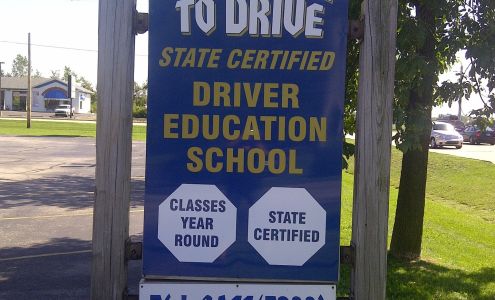 TO DRIVE
STATE CERTIFIED
DRIVER
EDUCATION
SCHOOL
CLASSES
YEAR
ROUND
STATE
CERTIFIED